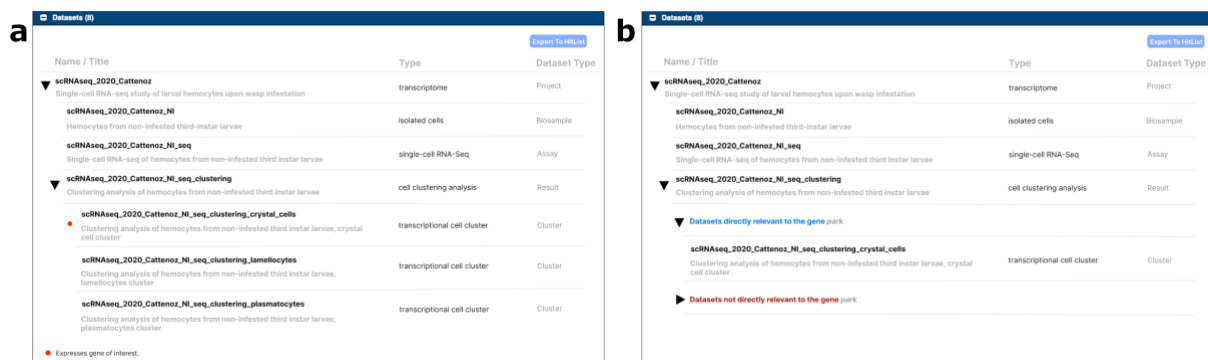 a
Datasets (8)
Export To HitList
Name / Title Type Dataset Type
scRNAseq_2020_Cattenoz
Single-cell RNA-seq study of larval hemocytes upon wasp infestation
transcriptome Project
scRNAseq_2020_Cattenoz_NI
Hemocytes from non-infested third-instar larvae
isolated cells Biosample
scRNAseq_2020_Cattenoz_NI_seq
Single-cell RNA-seq of hemocytes from non-infested third instar larvae
single-cell RNA-Seq Assay
scRNAseq_2020_Cattenoz_NI_seq_clustering
Clustering analysis of hemocytes from non-infested third instar larvae
cell clustering analysis Result
scRNAseq_2020_Cattenoz_NI_seq_clustering_crystal_cells
Clustering analysis of hemocytes from non-infested third instar larvae, crystal
cell cluster
transcriptional cell cluster Cluster
scRNAseq_2020_Cattenoz_NI_seq_clustering_lamellocytes
Clustering analysis of hemocytes from non-infested third instar larvae,
lamellocytes cluster
transcriptional cell cluster Cluster
scRNAseq_2020_Cattenoz_NI_seq_clustering_plasmatocytes
Clustering analysis of hemocytes from non-infested third instar larvae,
plasmatocytes cluster
transcriptional cell cluster Cluster
Expresses gene of interest.
b
Datasets (8)
Export To HitList
Name / Title Type Dataset Type
scRNAseq_2020_Cattenoz
Single-cell RNA-seq study of larval hemocytes upon wasp infestation
transcriptome Project
scRNAseq_2020_Cattenoz_NI
Hemocytes from non-infested third-instar larvae
isolated cells Biosample
scRNAseq_2020_Cattenoz_NI_seq
Single-cell RNA-seq of hemocytes from non-infested third instar larvae
single-cell RNA-Seq Assay
scRNAseq_2020_Cattenoz_NI_seq_clustering
Clustering analysis of hemocytes from non-infested third instar larvae
cell clustering analysis Result
Datasets directly relevant to the gene park
scRNAseq_2020_Cattenoz_NI_seq_clustering_crystal_cells
Clustering analysis of hemocytes from non-infested third instar larvae, crystal
cell cluster
transcriptional cell cluster Cluster
Datasets not directly relevant to the gene park